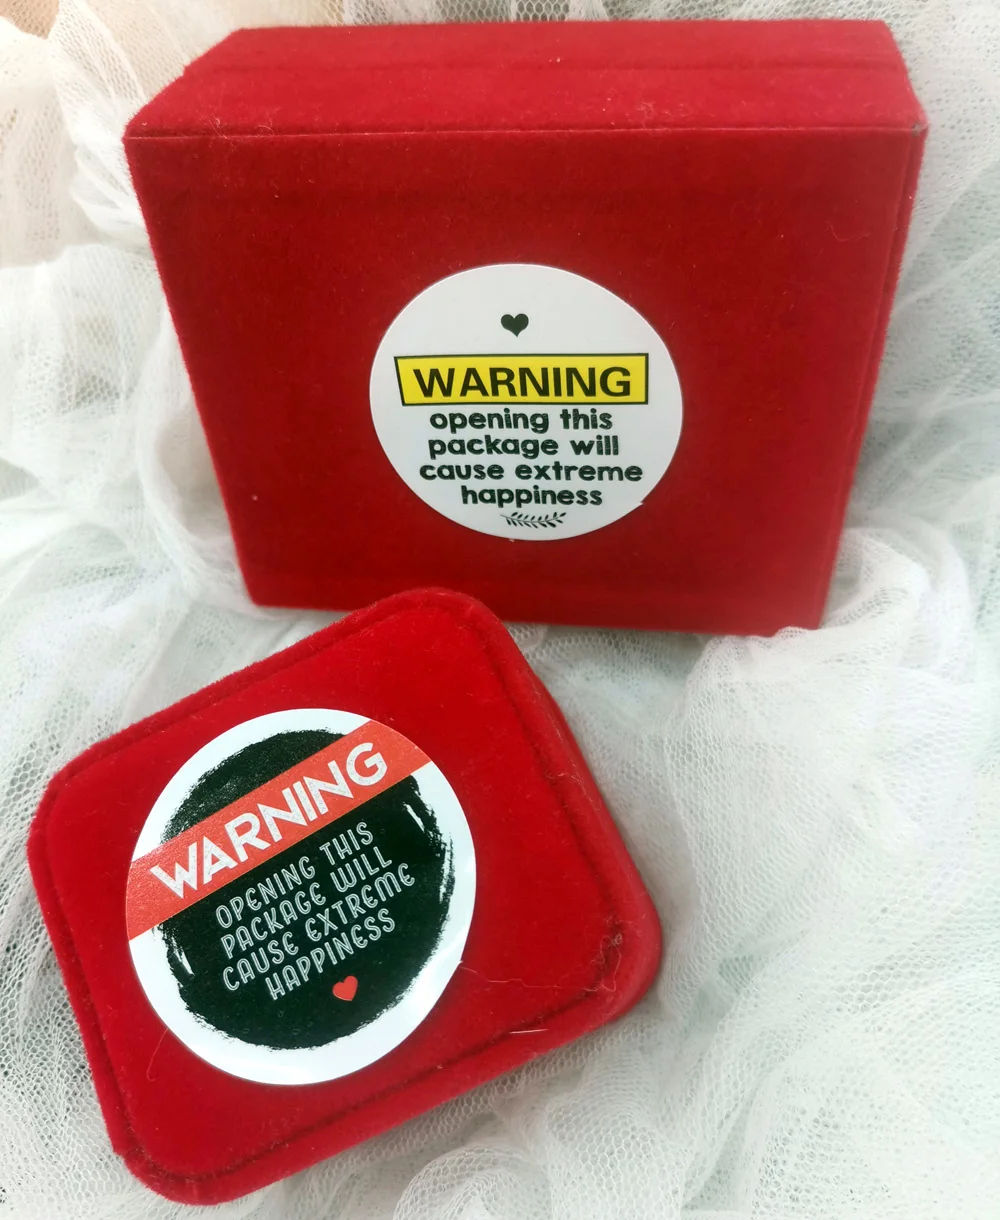 WARNING
opening this
package will
cause extreme
happiness
WARNING
OPENING THIS
PACKAGE WILL
CAUSE EXTREME
HAPPINESS